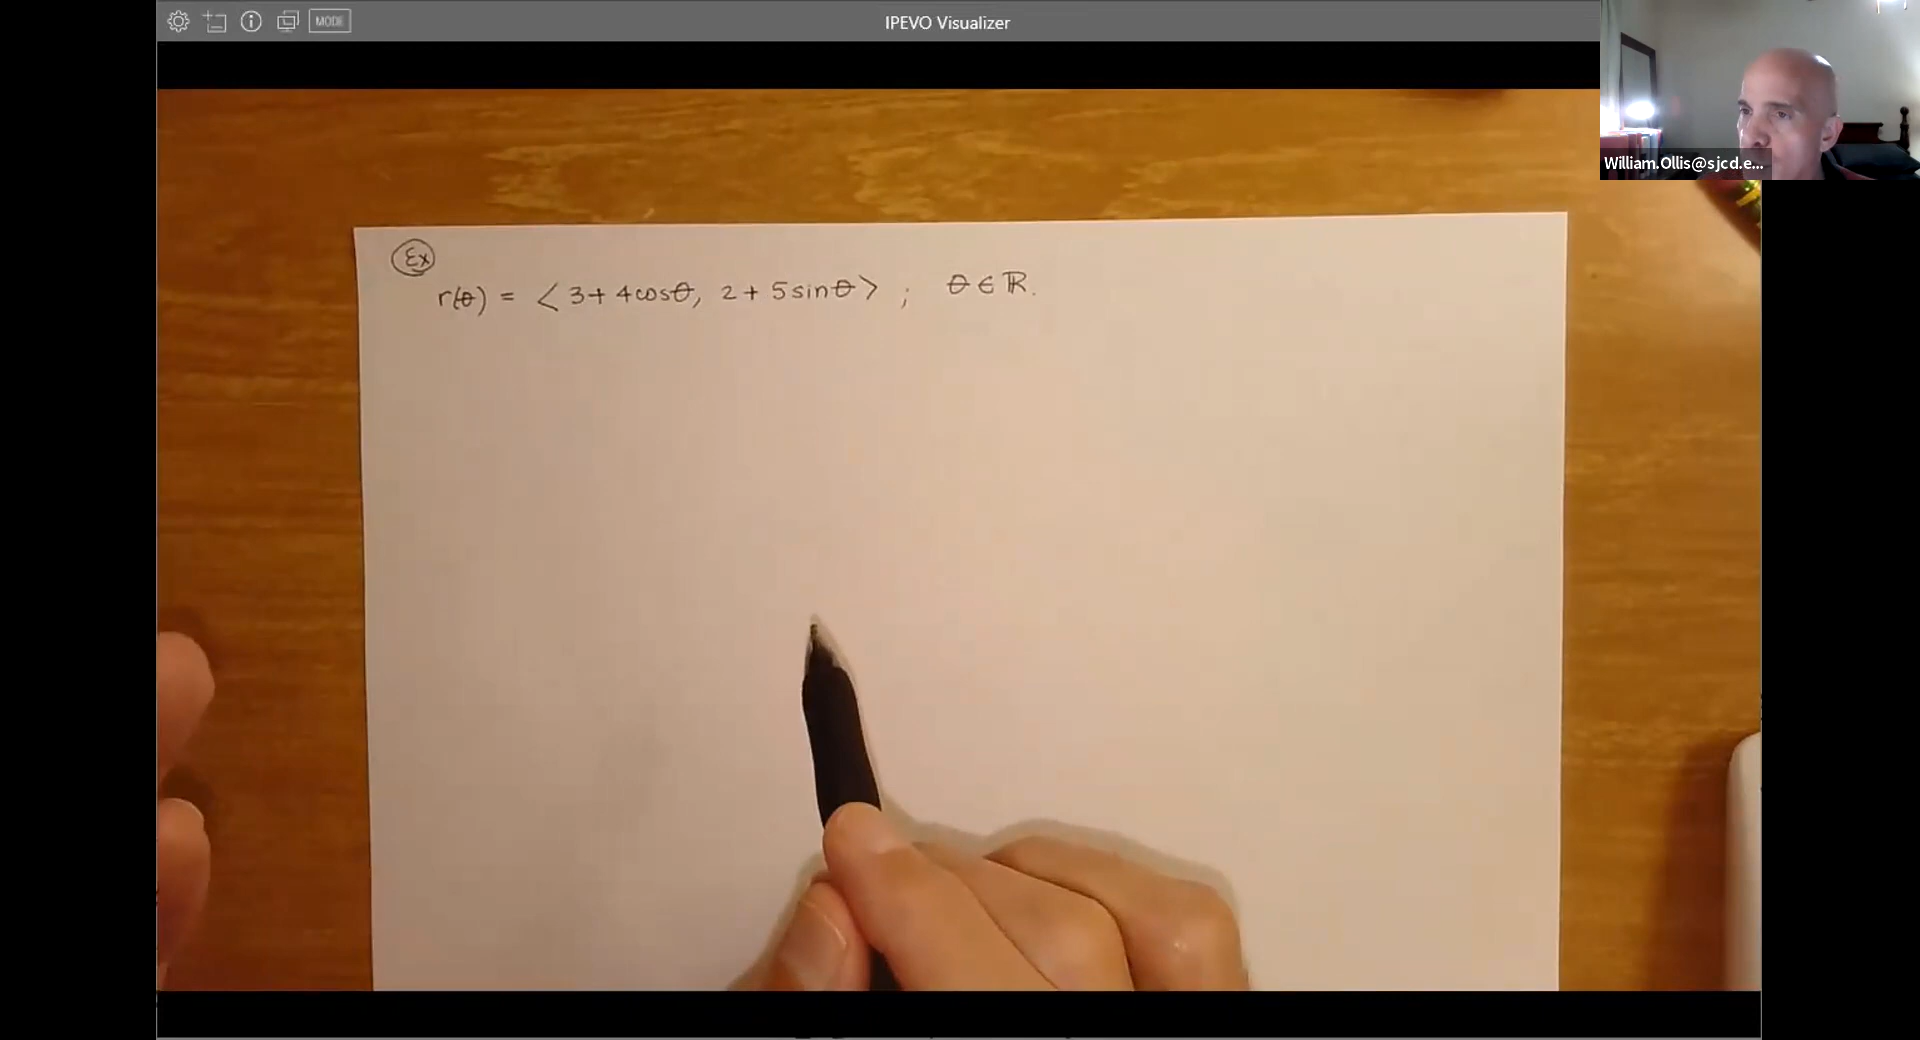 MODE
IPEVO Visualizer
William.Ollis@sjcd.e...
Ex
r(θ) = < 3 + 4cosθ, 2 + 5sinθ > ; θ ∈ ℝ.